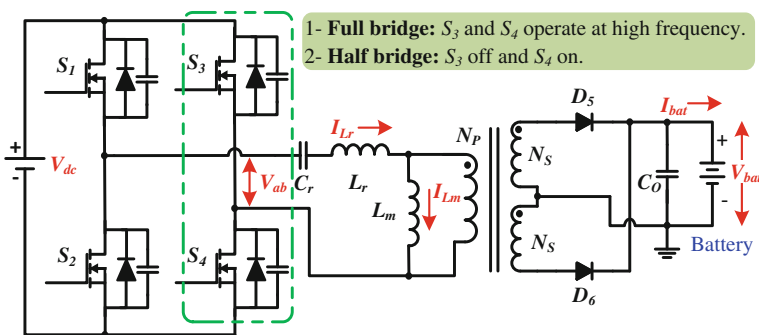 1- Full bridge: S3 and S4 operate at high frequency.
2- Half bridge: S3 off and S4 on.
S1
S3
D5
Ibat
ILr
NP
+
Vdc
-
Vab
Cr
Lr
Lm
ILm
NS
CO
+
Vbat
-
S2
S4
NS
Battery
D6